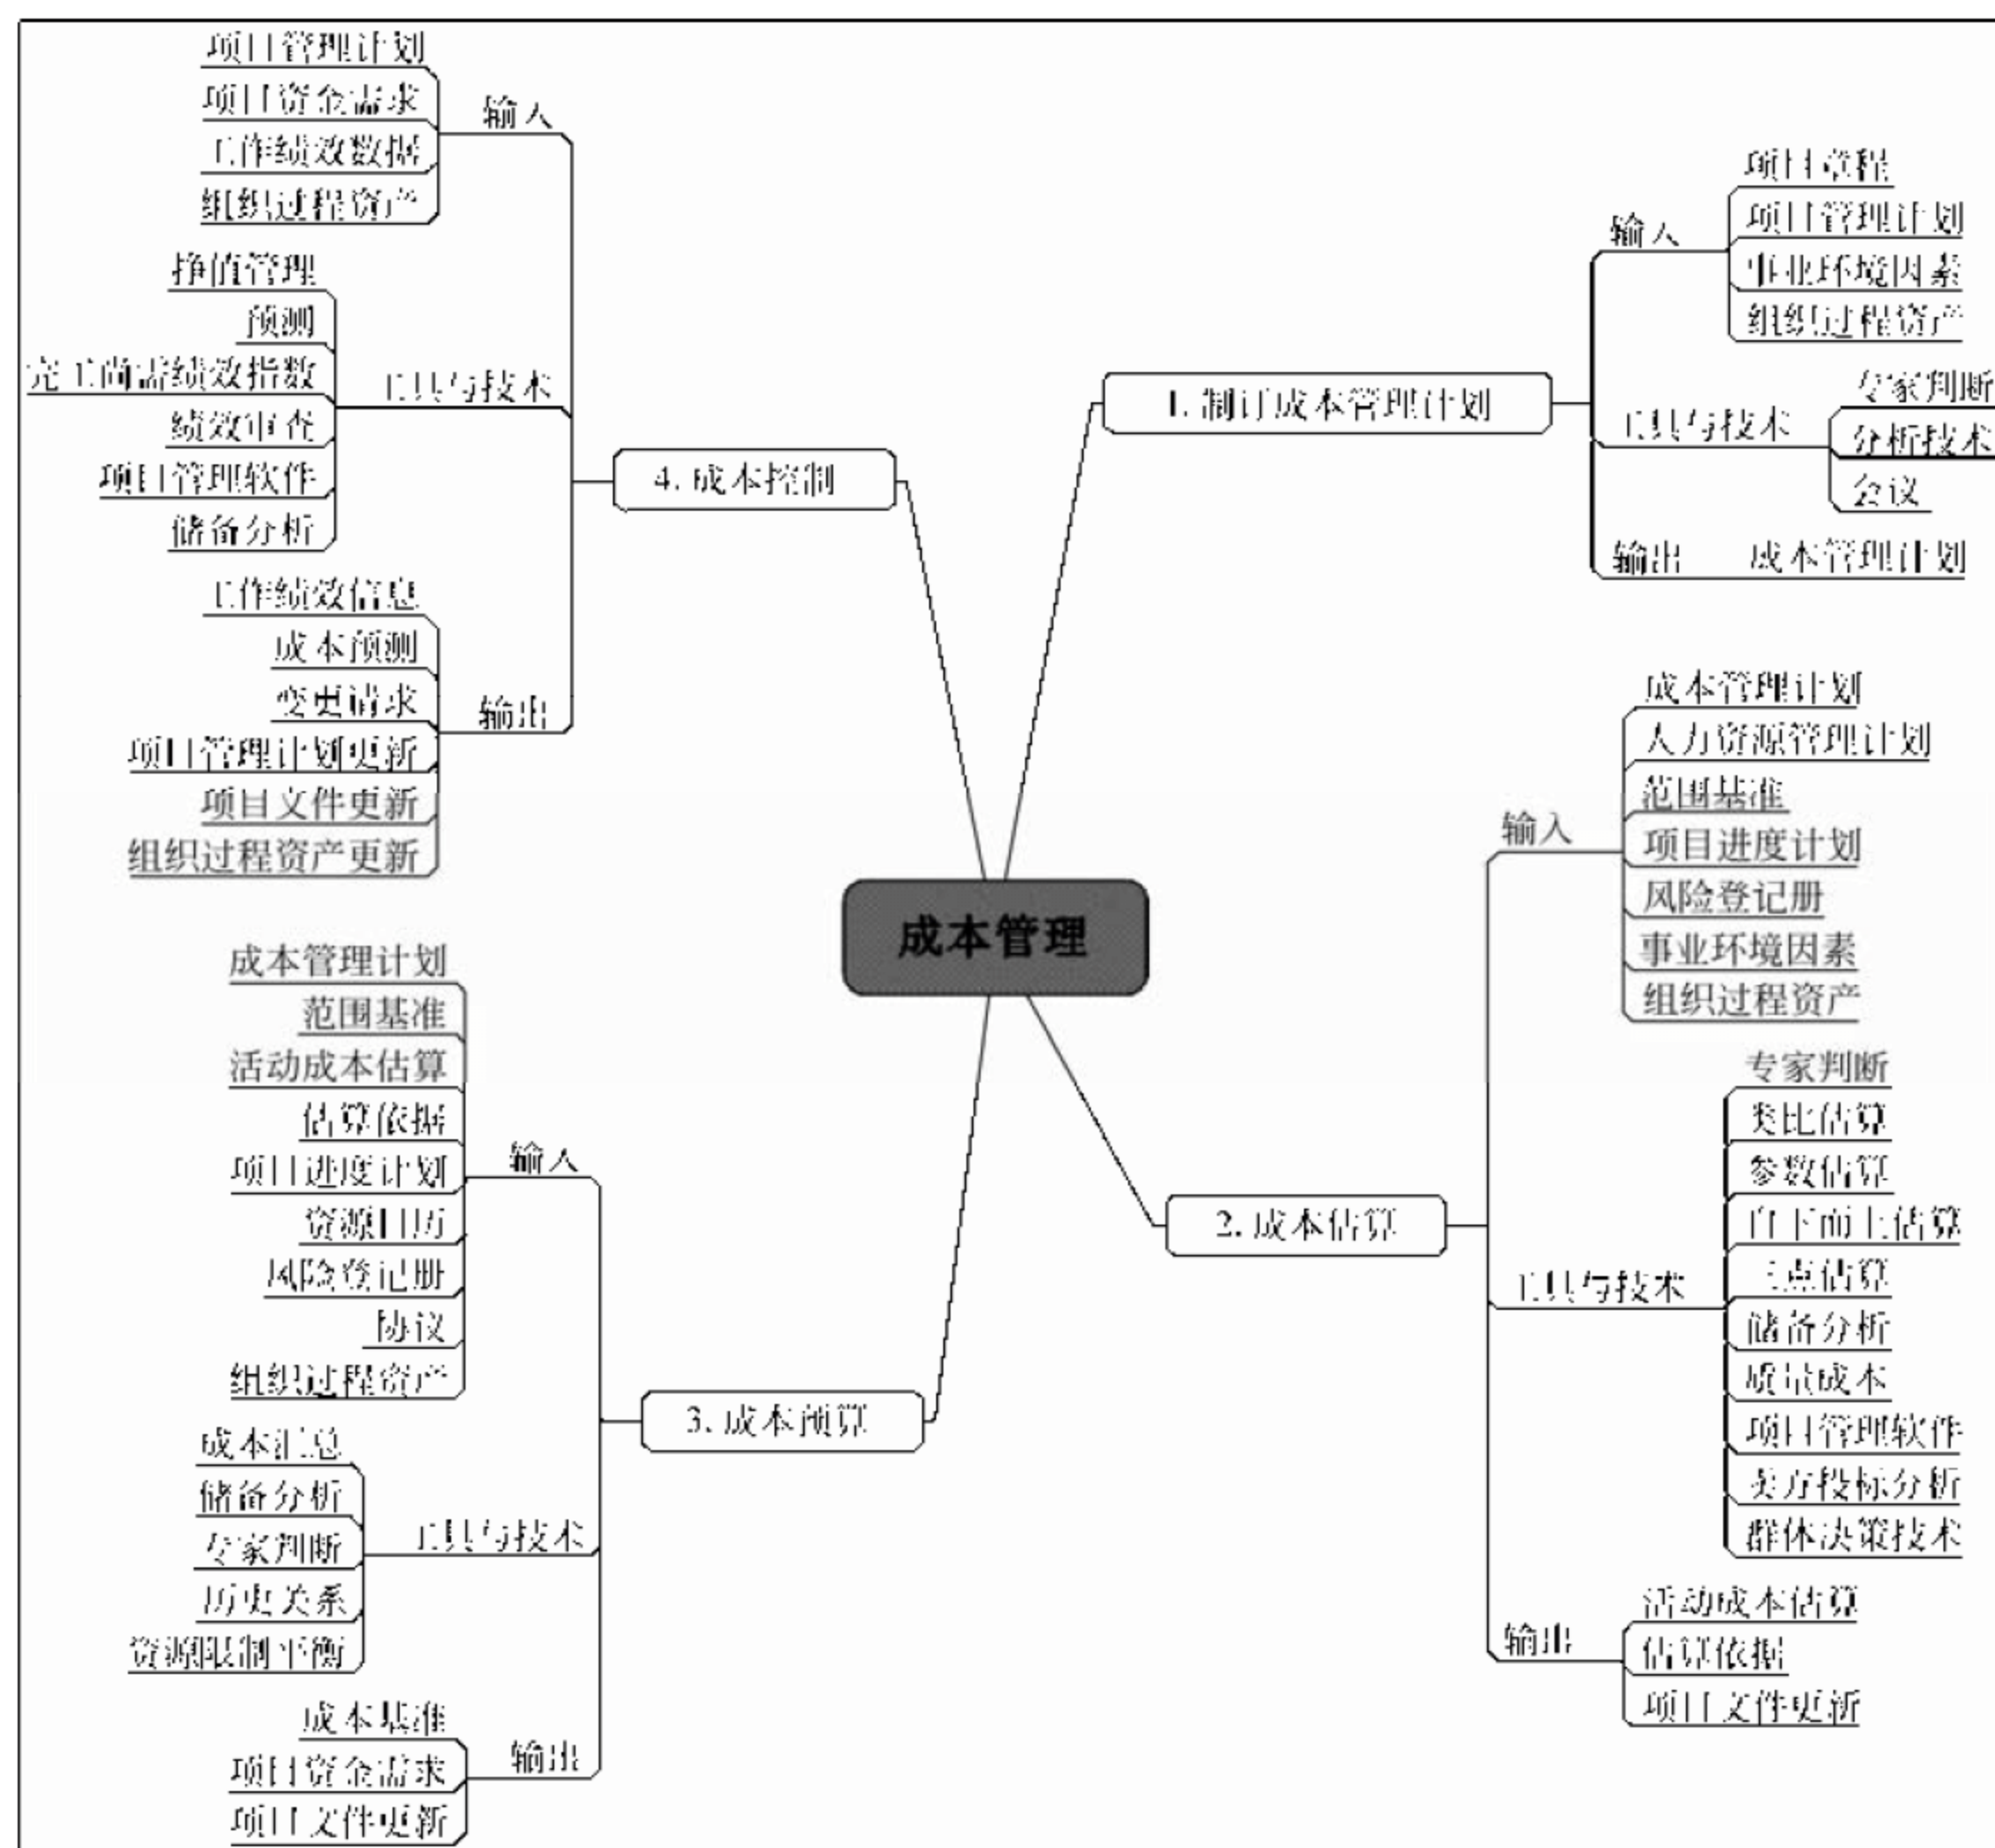 成本管理
1. 制订成本管理计划
输入
项目章程
项目管理计划
事业环境因素
组织过程资产
工具与技术
专家判断
分析技术
会议
输出
成本管理计划
2. 成本估算
输入
成本管理计划
人力资源管理计划
范围基准
项目进度计划
风险登记册
事业环境因素
组织过程资产
工具与技术
专家判断
类比估算
参数估算
自下而上估算
三点估算
储备分析
质量成本
项目管理软件
卖方投标分析
群体决策技术
输出
活动成本估算
估算依据
项目文件更新
3. 成本预算
输入
成本管理计划
范围基准
活动成本估算
估算依据
项目进度计划
资源日历
风险登记册
协议
组织过程资产
工具与技术
成本汇总
储备分析
专家判断
历史关系
资源限制平衡
输出
成本基准
项目资金需求
项目文件更新
4. 成本控制
输入
项目管理计划
项目资金需求
工作绩效数据
组织过程资产
工具与技术
挣值管理
预测
完工尚需绩效指数
绩效审查
项目管理软件
储备分析
输出
工作绩效信息
成本预测
变更请求
项目管理计划更新
项目文件更新
组织过程资产更新